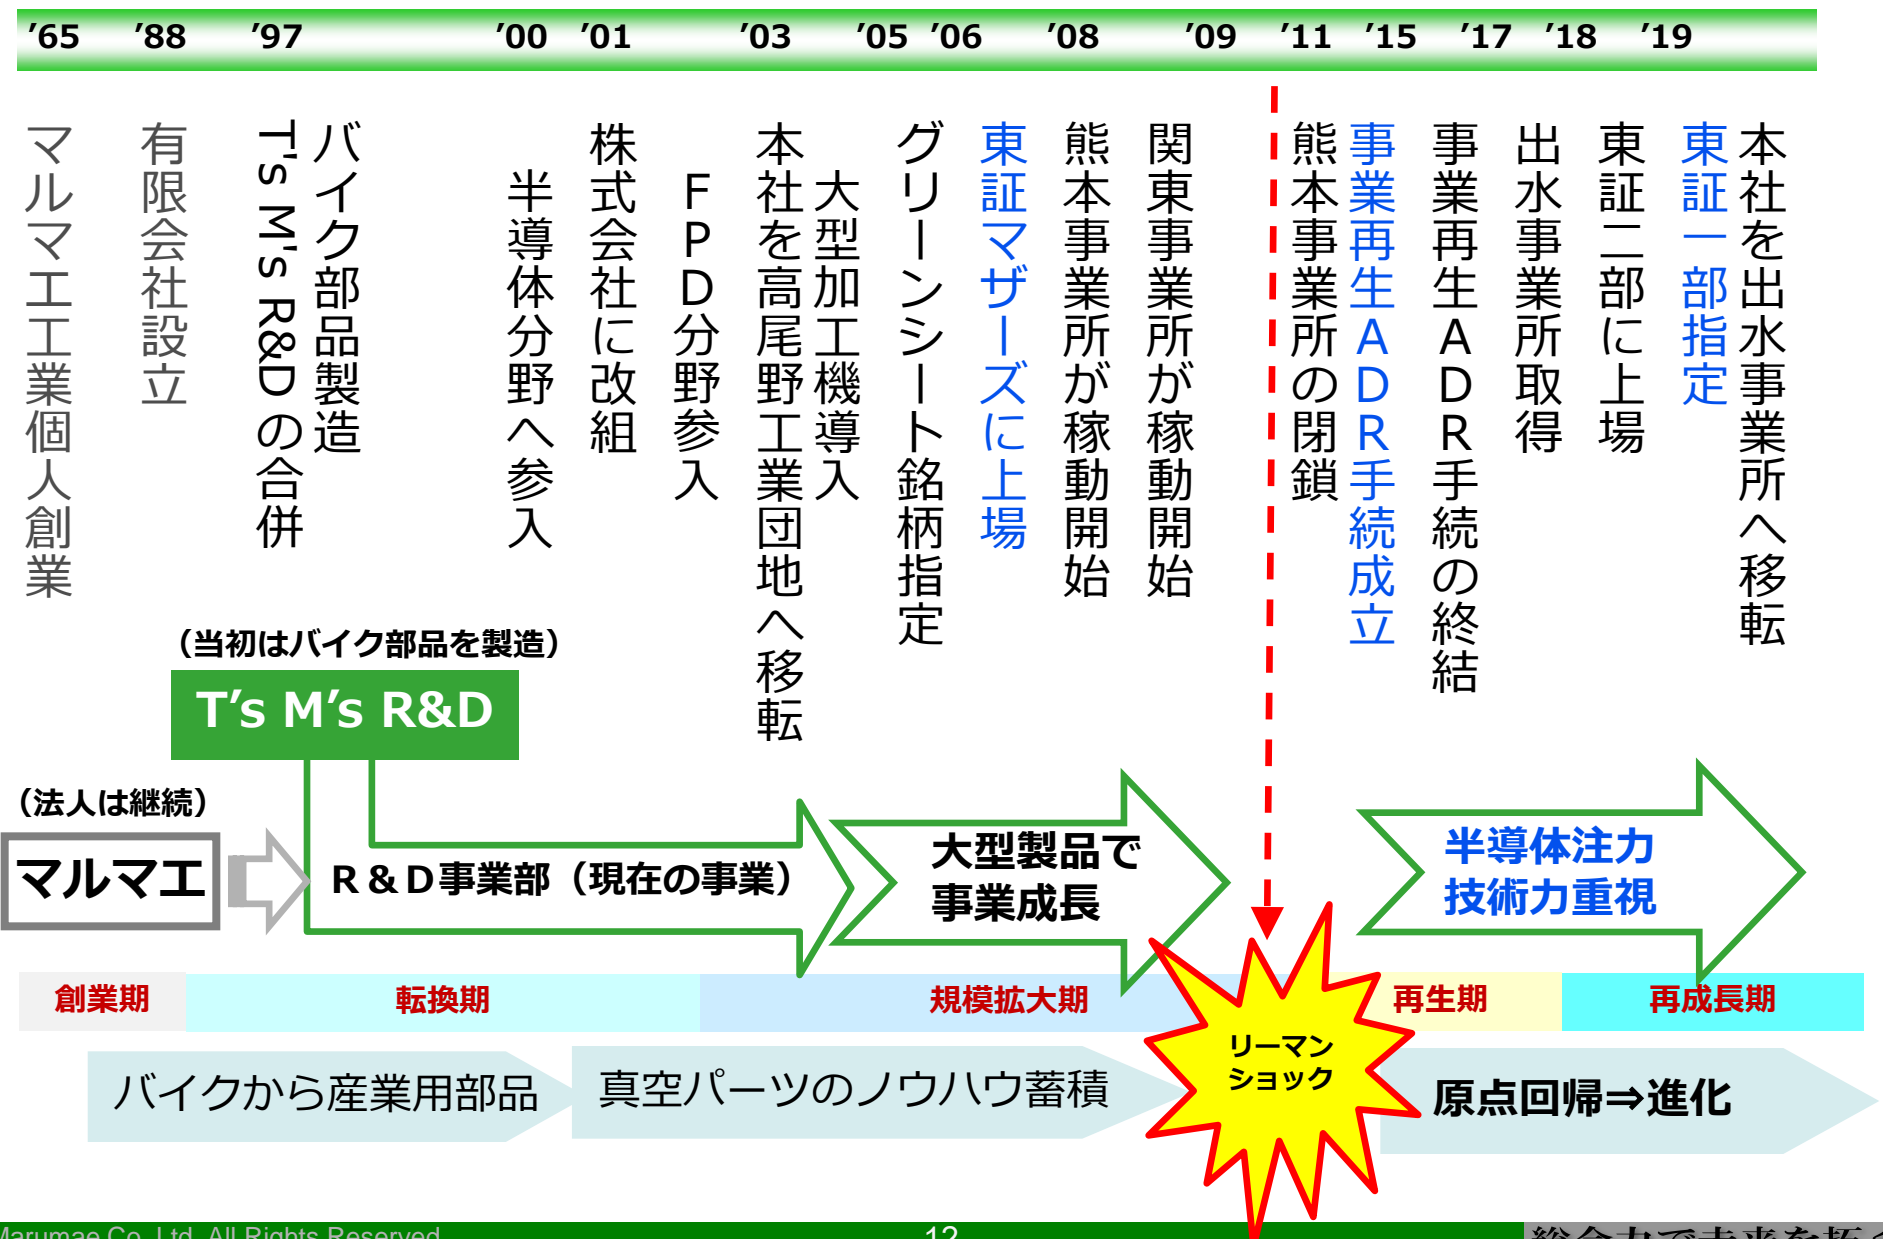 ’65 ’88 ’97 ’00 ’01 ’03 ’05 ’06 ’08 ’09 ’11 ’15 ’17 ’18 ’19
マルマエ工業個人創業
有限会社設立
T's M's R&Dの合併
バイク部品製造
半導体分野へ参入
株式会社に改組
ＦＰＤ分野参入
本社を高尾野工業団地へ移転
大型加工機導入
グリーンシート銘柄指定
東証マザーズに上場
熊本事業所が稼動開始
関東事業所が稼動開始
熊本事業所の閉鎖
事業再生ＡＤＲ手続成立
事業再生ＡＤＲ手続の終結
出水事業所取得
東証二部に上場
東証一部指定
本社を出水事業所へ移転
（当初はバイク部品を製造）
T’s M’s R&D
（法人は継続）
マルマエ
Ｒ＆Ｄ事業部（現在の事業）
大型製品で
事業成長
半導体注力
技術力重視
創業期 転換期 規模拡大期 再生期 再成長期
リーマン
ショック
バイクから産業用部品
真空パーツのノウハウ蓄積
原点回帰⇒進化
Marumae Co.,Ltd. All Rights Reserved
12
総合力で未来を拓く